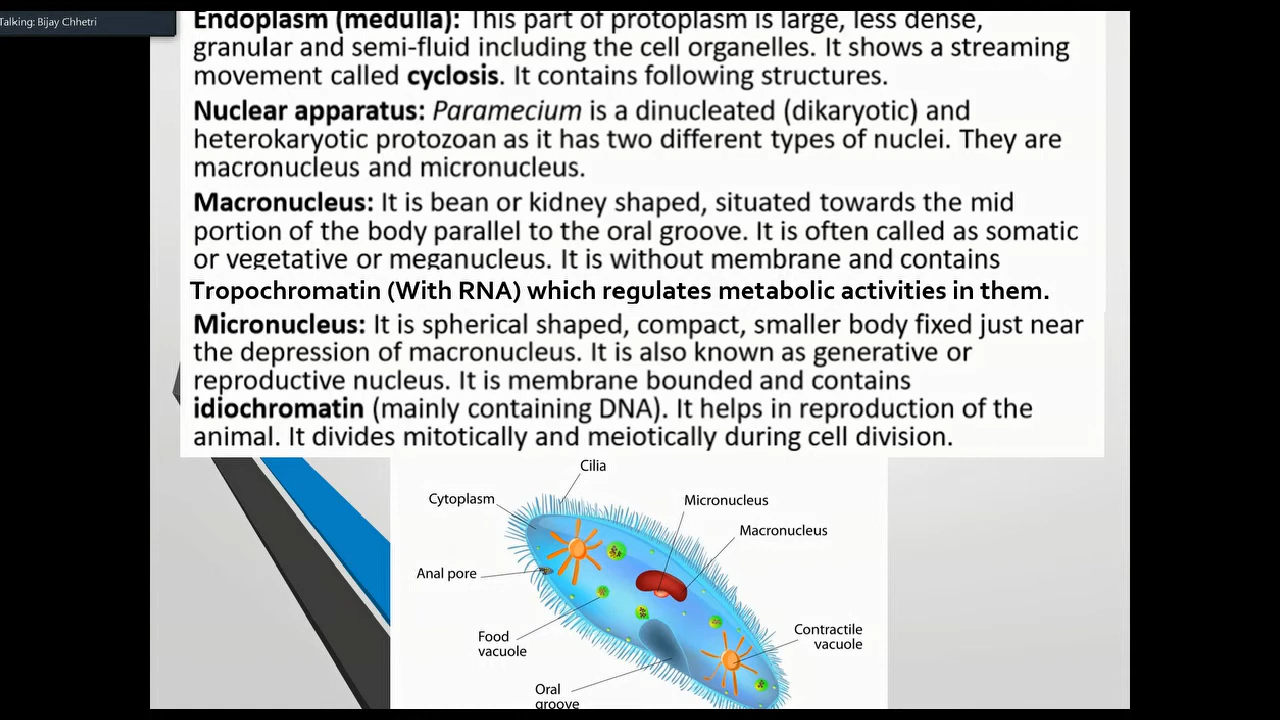 Talking: Bijay Chhetri
Endoplasm (medulla): This part of protoplasm is large, less dense,
granular and semi-fluid including the cell organelles. It shows a streaming
movement called cyclosis. It contains following structures.
Nuclear apparatus: Paramecium is a dinucleated (dikaryotic) and
heterokaryotic protozoan as it has two different types of nuclei. They are
macronucleus and micronucleus.
Macronucleus: It is bean or kidney shaped, situated towards the mid
portion of the body parallel to the oral groove. It is often called as somatic
or vegetative or meganucleus. It is without membrane and contains
Tropochromatin (With RNA) which regulates metabolic activities in them.
Micronucleus: It is spherical shaped, compact, smaller body fixed just near
the depression of macronucleus. It is also known as generative or
reproductive nucleus. It is membrane bounded and contains
idiochromatin (mainly containing DNA). It helps in reproduction of the
animal. It divides mitotically and meiotically during cell division.
Cilia
Cytoplasm
Micronucleus
Macronucleus
Anal pore
Food
vacuole
Contractile
vacuole
Oral
groove